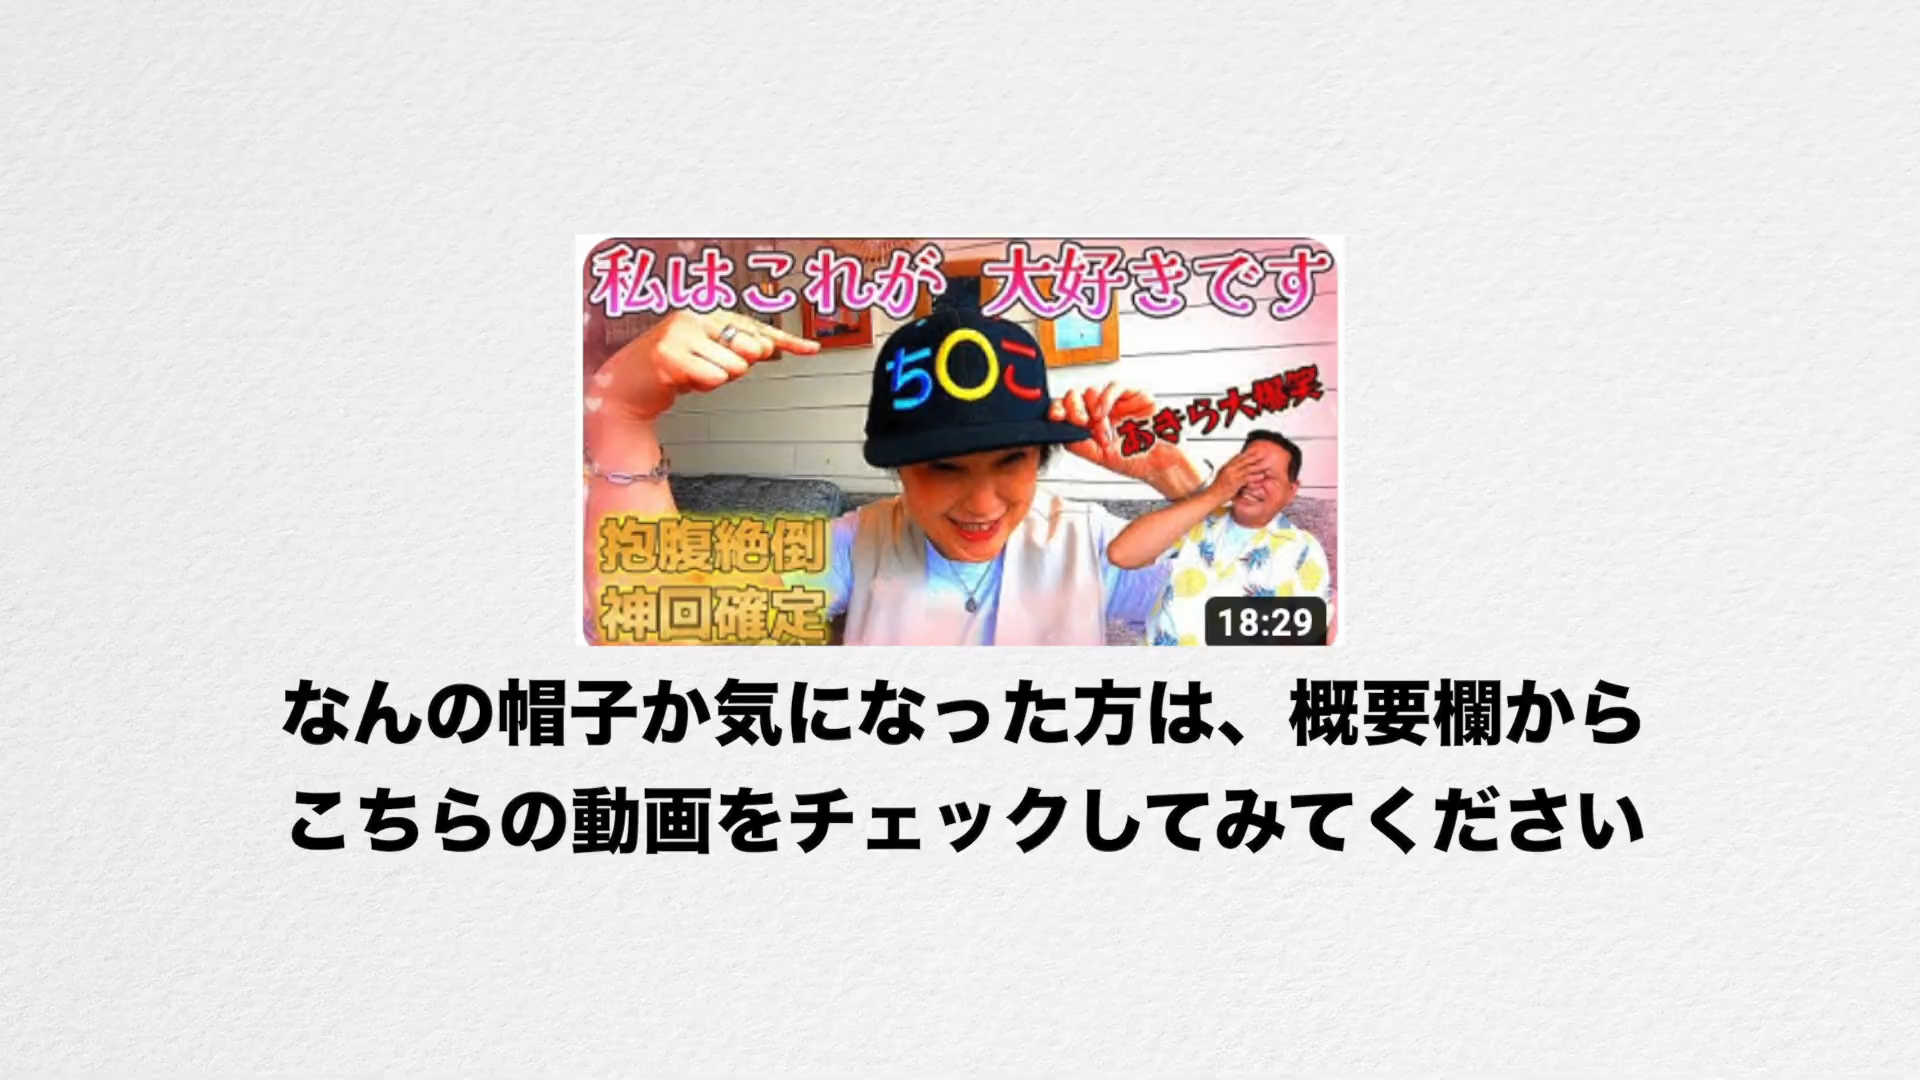 私はこれが 大好きです
ち〇こ
あきら大爆笑
抱腹絶倒
神回確定
18:29
なんの帽子か気になった方は、概要欄から
こちらの動画をチェックしてみてください